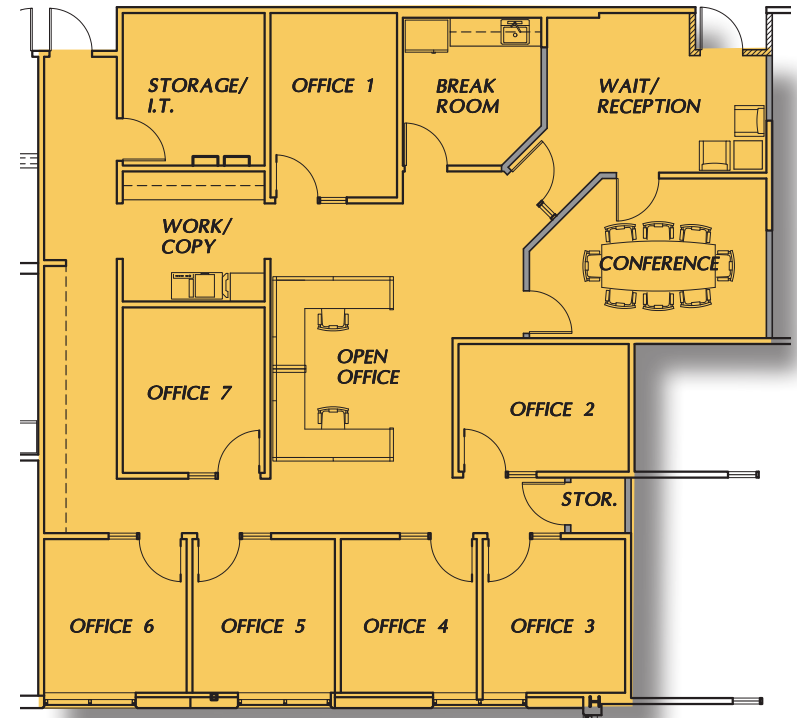 STORAGE/
I.T.
OFFICE 1
BREAK
ROOM
WAIT/
RECEPTION
WORK/
COPY
CONFERENCE
OPEN
OFFICE
OFFICE 7
OFFICE 2
STOR.
OFFICE 6
OFFICE 5
OFFICE 4
OFFICE 3